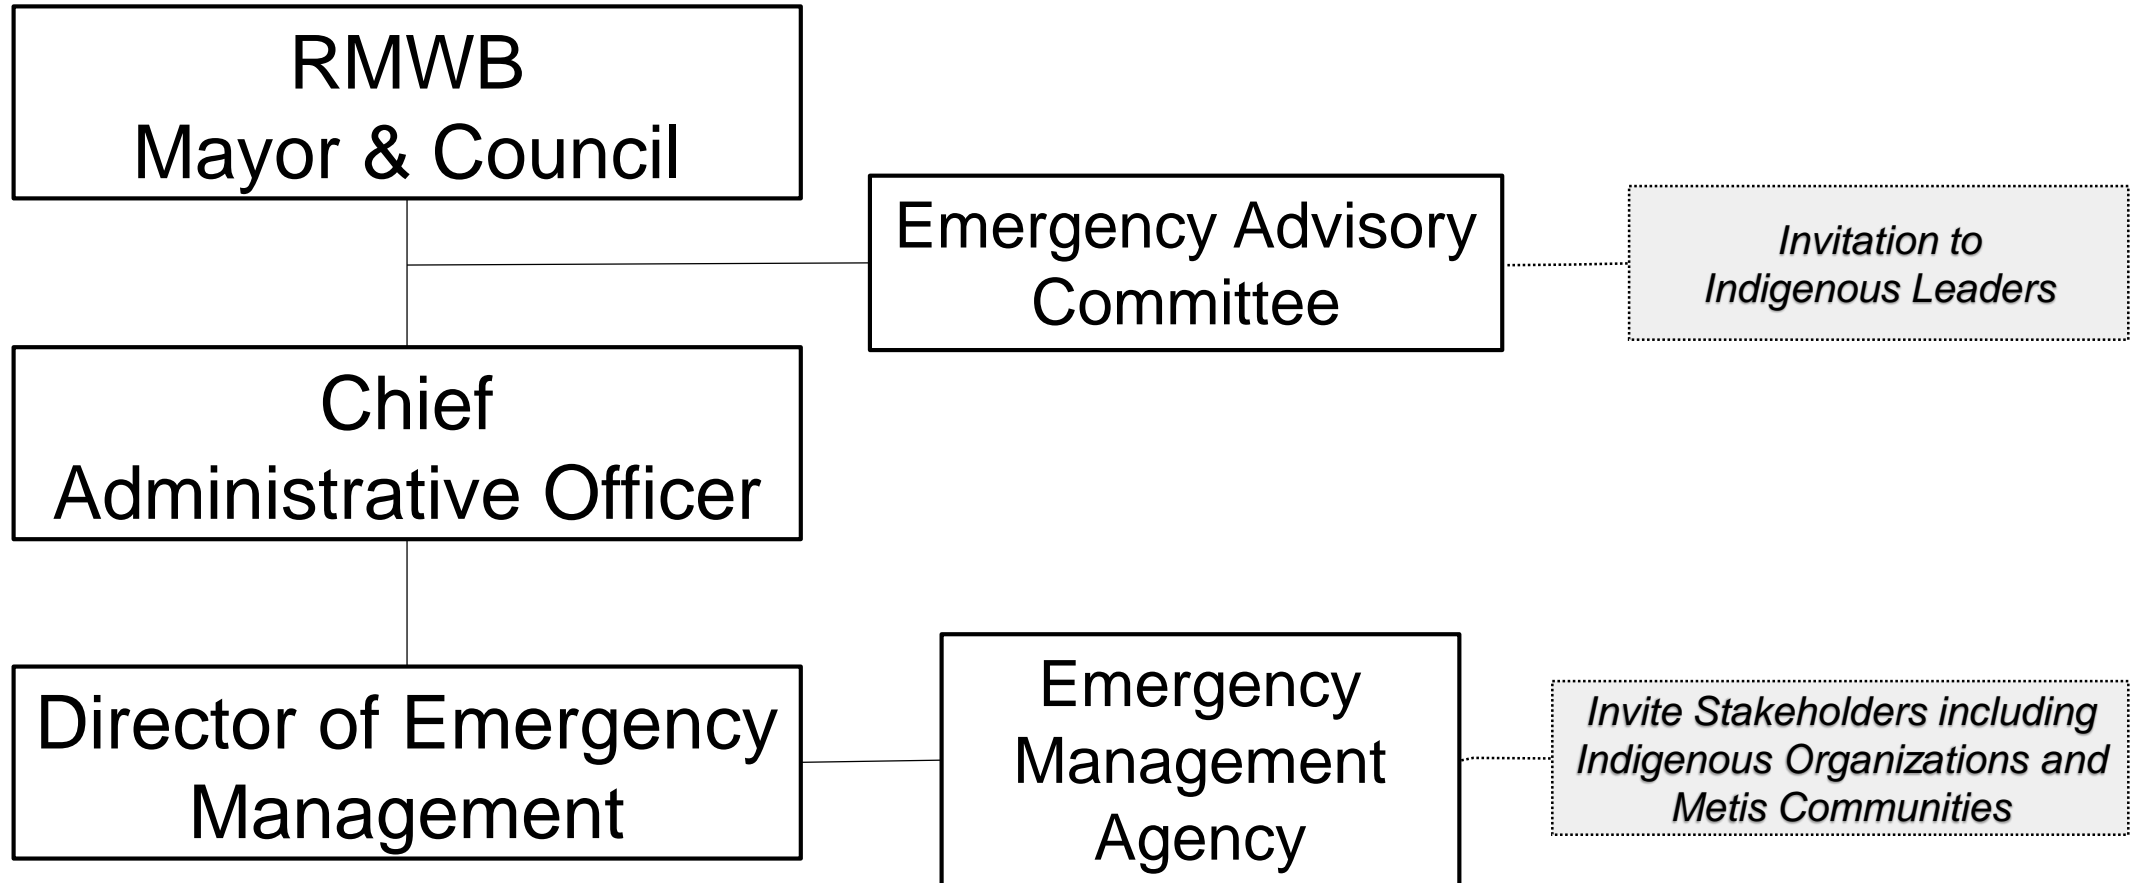 RMWB
Mayor & Council
Emergency Advisory
Committee
Invitation to
Indigenous Leaders
Chief
Administrative Officer
Director of Emergency
Management
Emergency
Management
Agency
Invite Stakeholders including
Indigenous Organizations and
Metis Communities